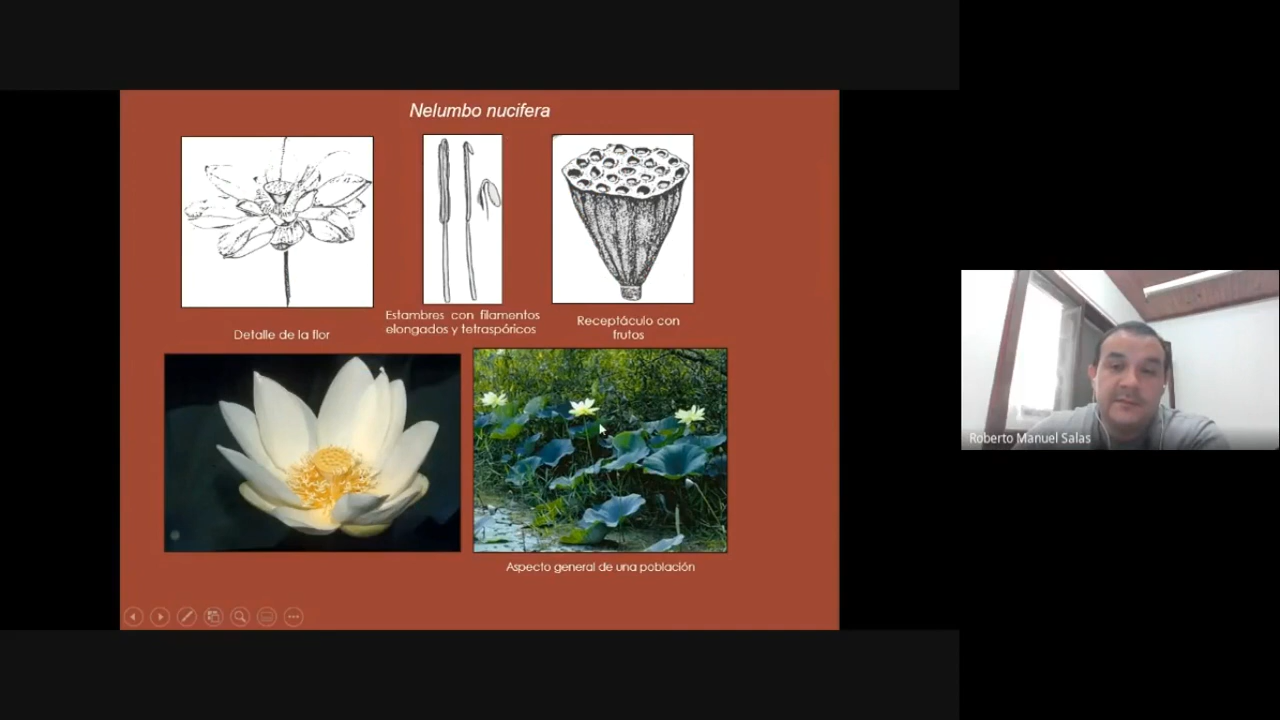 Nelumbo nucifera
Detalle de la flor
Estambres con filamentos
elongados y tetraspóricos
Receptáculo con
frutos
Aspecto general de una población
Roberto Manuel Salas